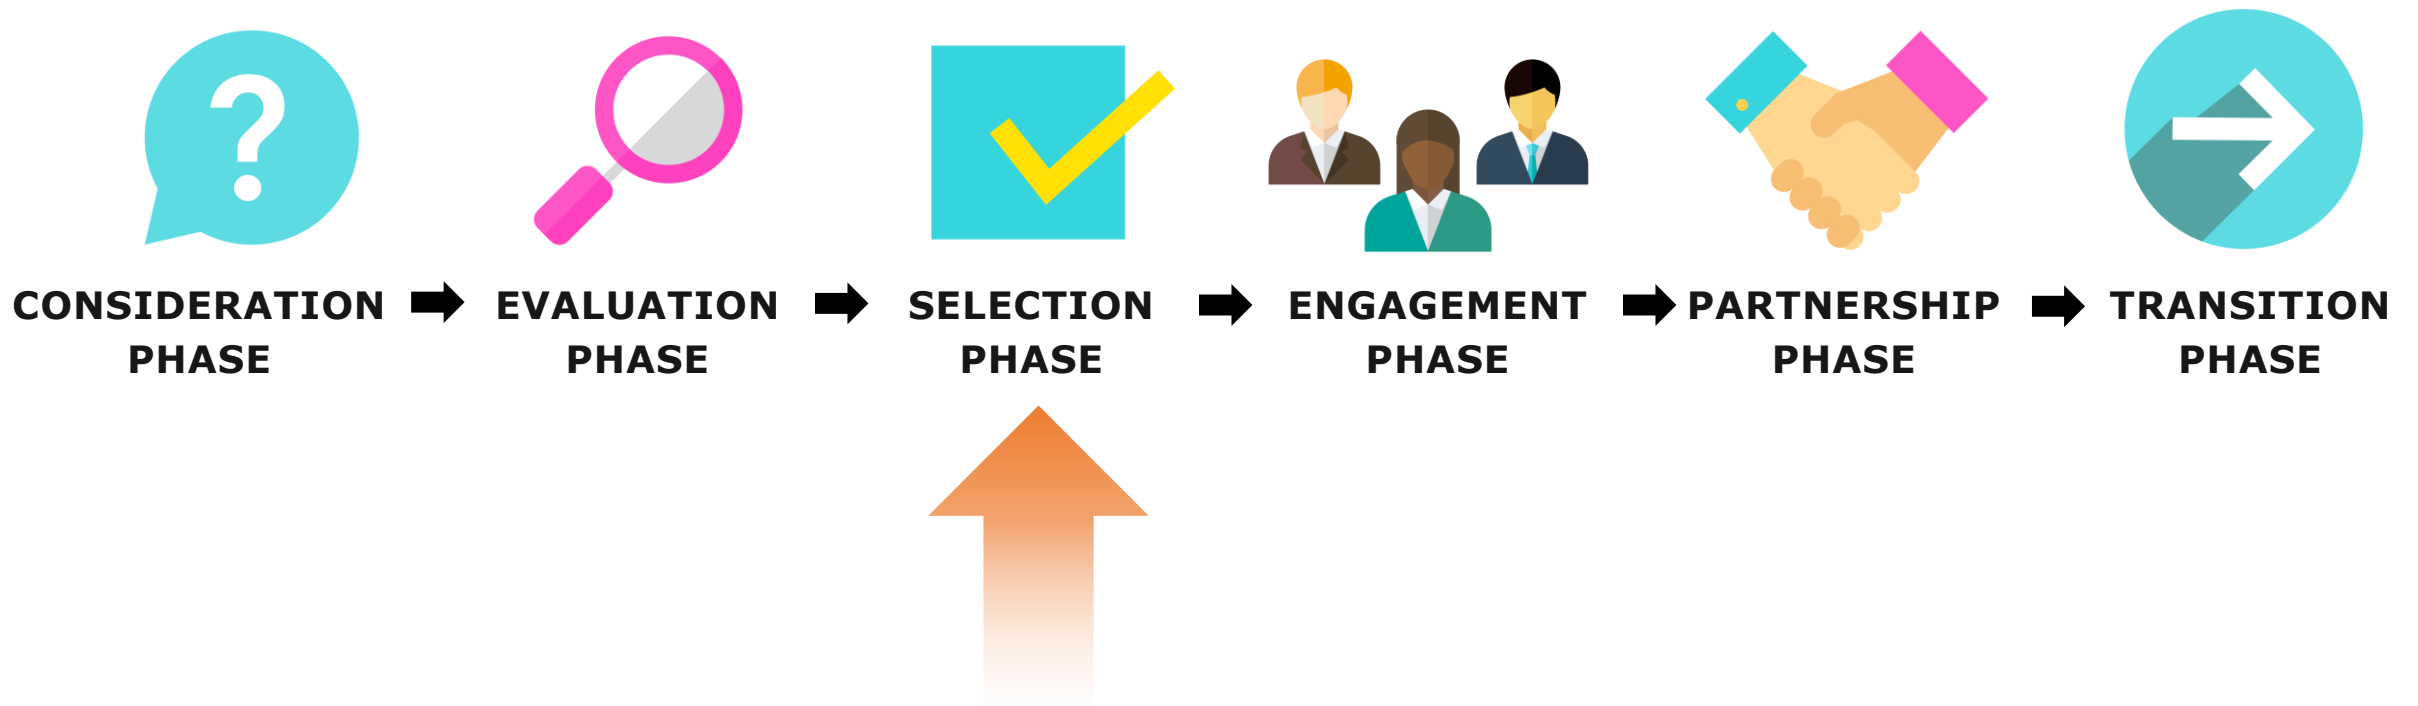 ?
CONSIDERATION
PHASE
EVALUATION
PHASE
SELECTION
PHASE
ENGAGEMENT
PHASE
PARTNERSHIP
PHASE
TRANSITION
PHASE